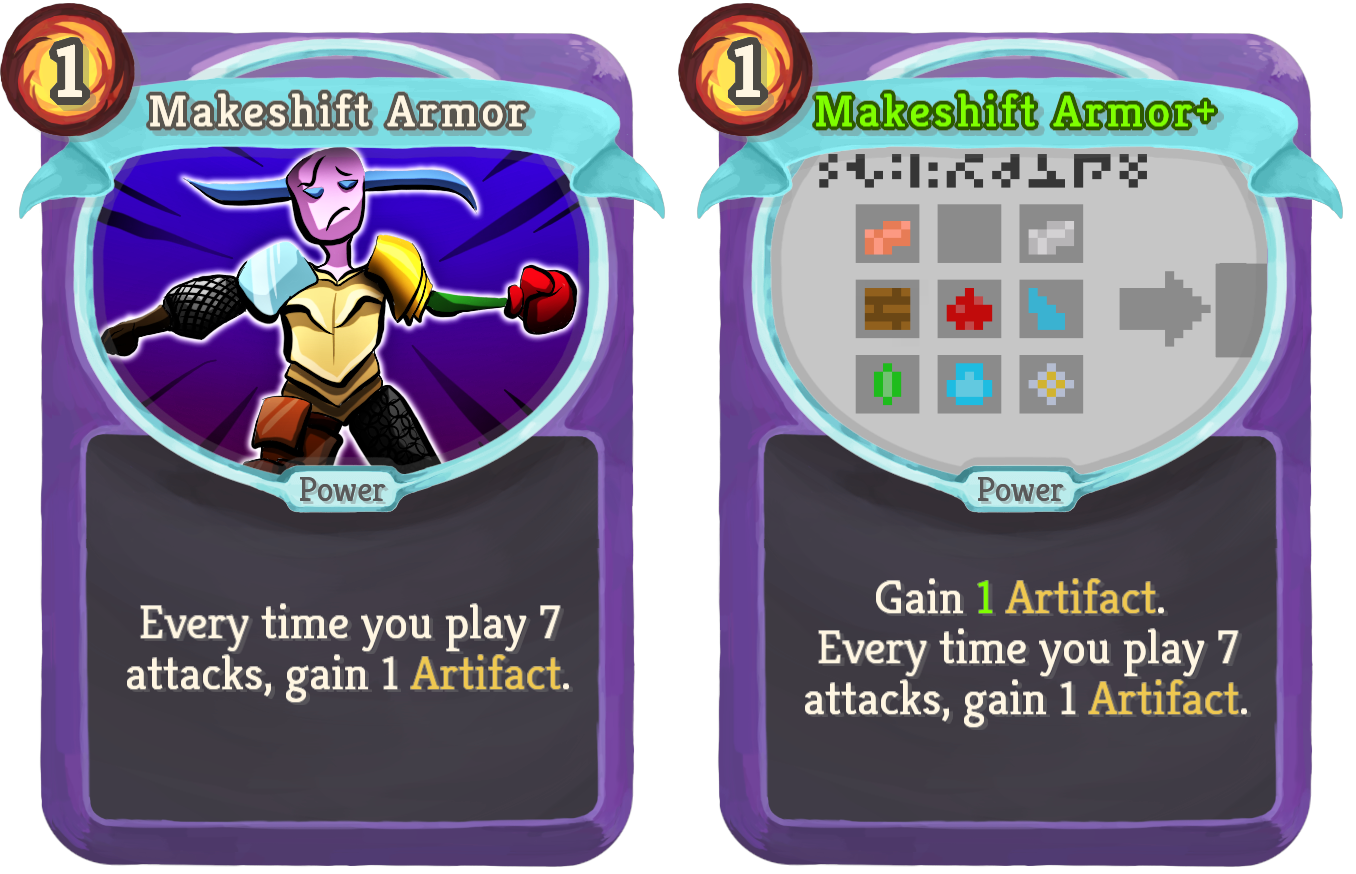 1
Makeshift Armor
Power
Every time you play 7
attacks, gain 1 Artifact.
1
Makeshift Armor+
Power
Gain 1 Artifact.
Every time you play 7
attacks, gain 1 Artifact.